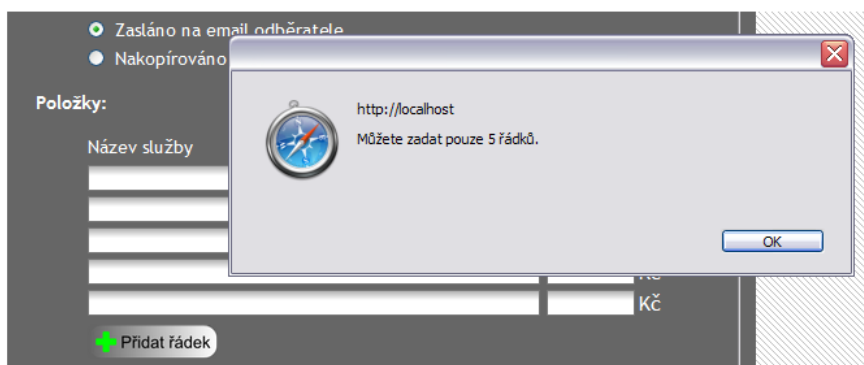 Zasláno na email odběratele
Nakopírováno
Položky:
Název služby
http://localhost
Můžete zadat pouze 5 řádků.
OK
Kč
Kč
Přidat řádek